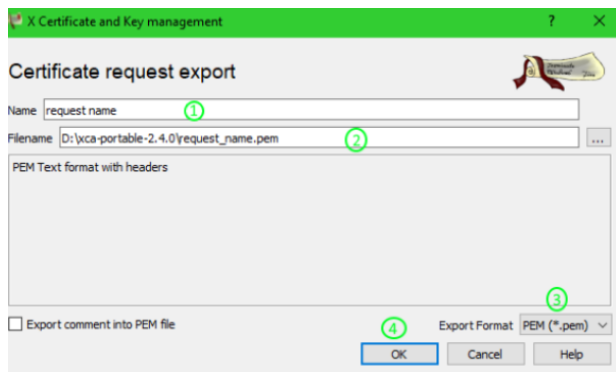 X Certificate and Key management ? X
Certificate request export
Name request name 1
Filename D:\xca-portable-2.4.0\request_name.pem 2 ...
PEM Text format with headers
3
Export comment into PEM file 4 Export Format PEM (*.pem)
OK Cancel Help